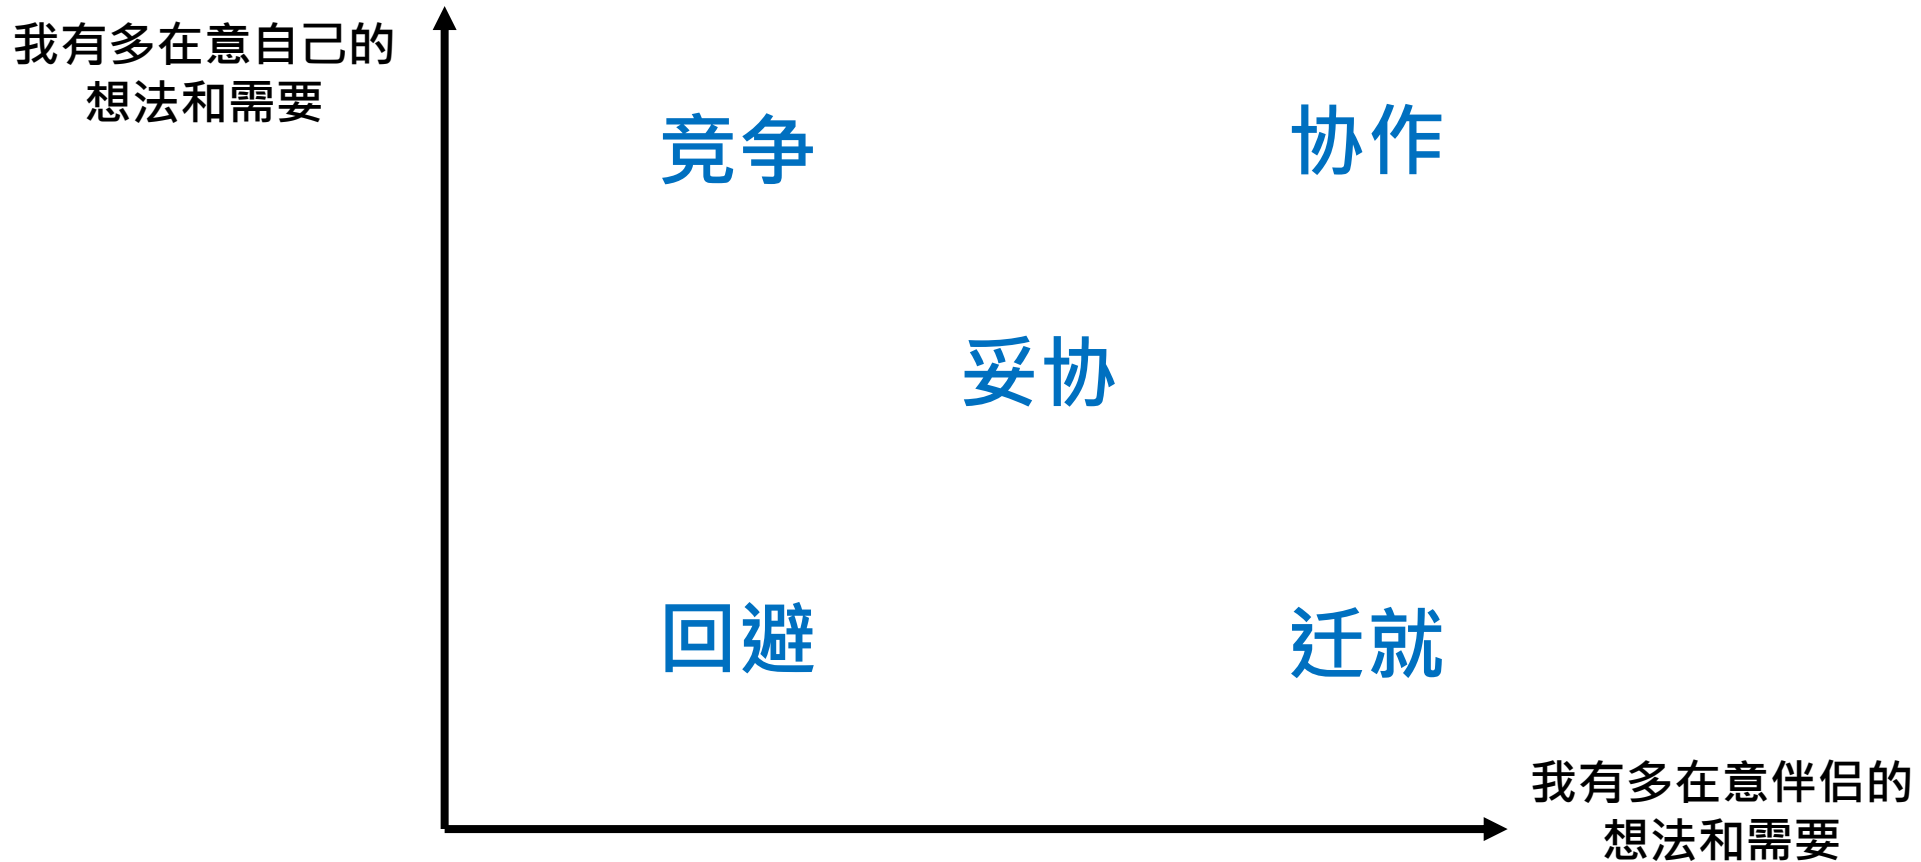 我有多在意自己的
想法和需要
竞争
协作
妥协
回避
迁就
我有多在意伴侣的
想法和需要